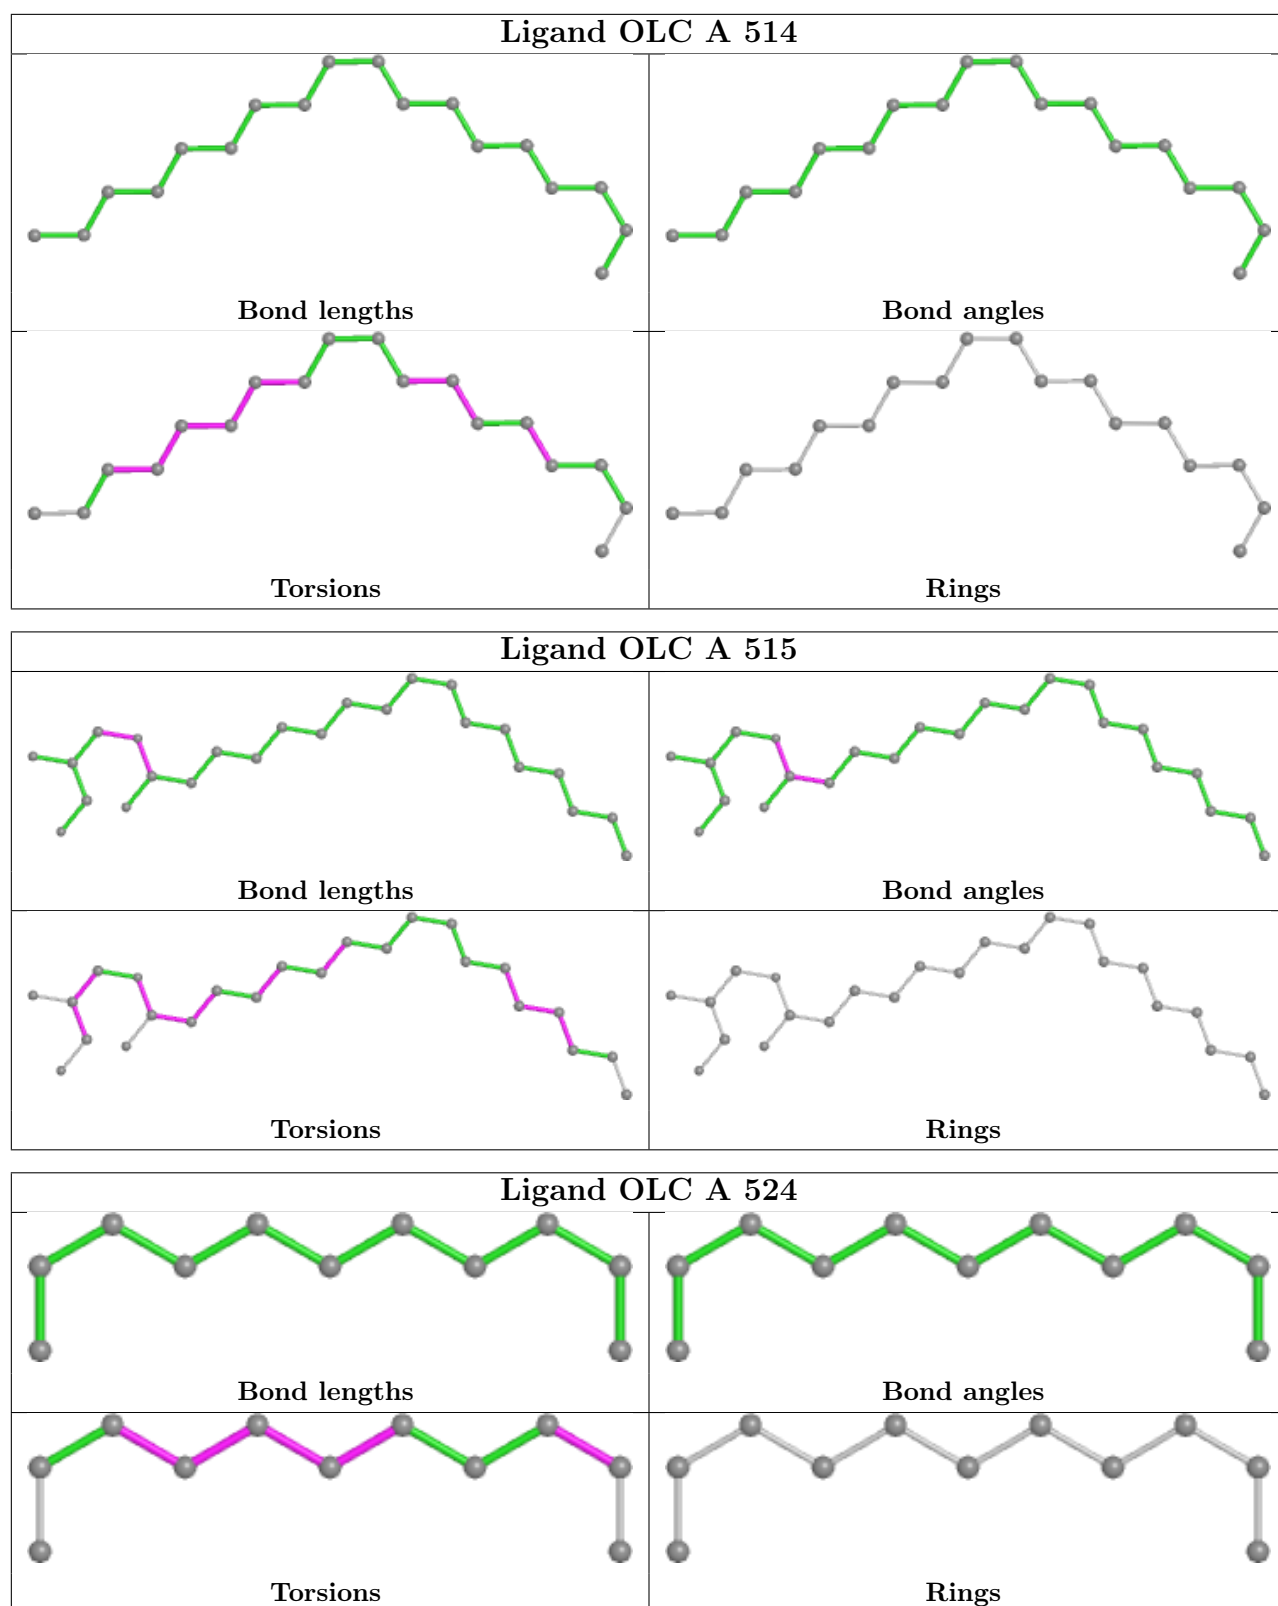 Ligand OLC A 514
Bond lengths
Bond angles
Torsions
Rings
Ligand OLC A 515
Bond lengths
Bond angles
Torsions
Rings
Ligand OLC A 524
Bond lengths
Bond angles
Torsions
Rings